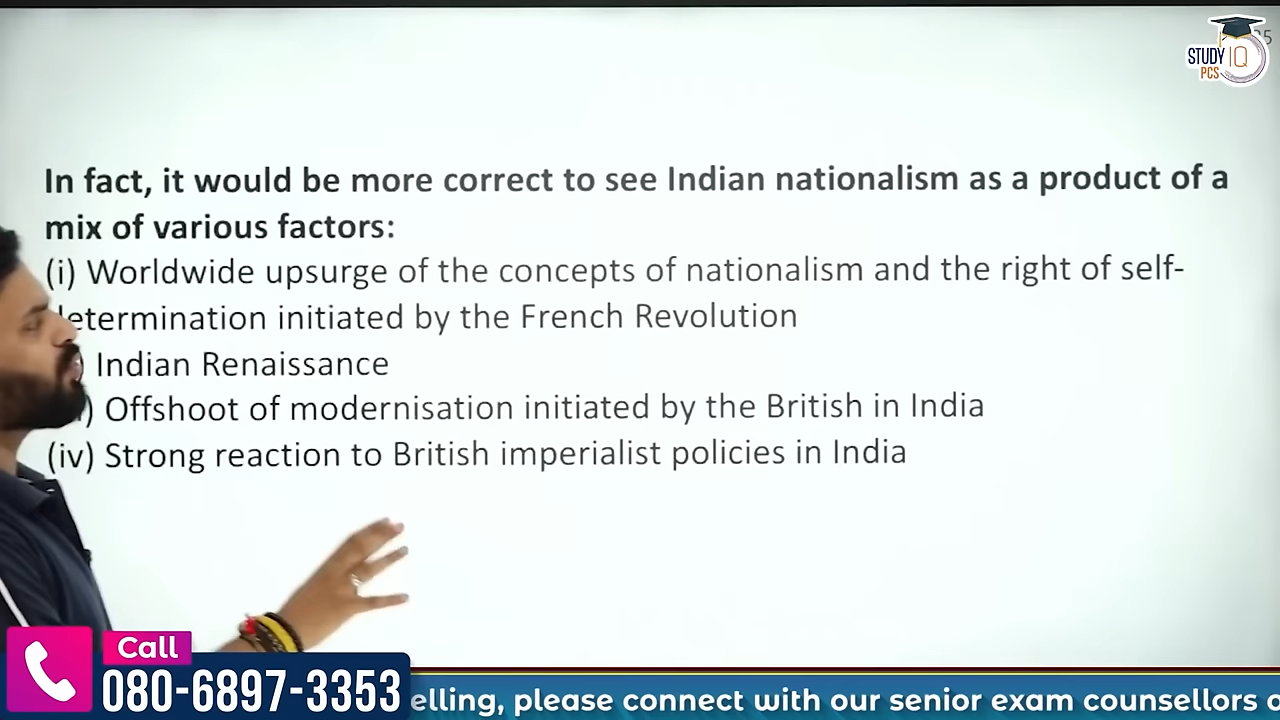 STUDY IQ
PCS
In fact, it would be more correct to see Indian nationalism as a product of a
mix of various factors:
(i) Worldwide upsurge of the concepts of nationalism and the right of self-
etermination initiated by the French Revolution
) Indian Renaissance
) Offshoot of modernisation initiated by the British in India
(iv) Strong reaction to British imperialist policies in India
Call
080-6897-3353
elling, please connect with our senior exam counsellors